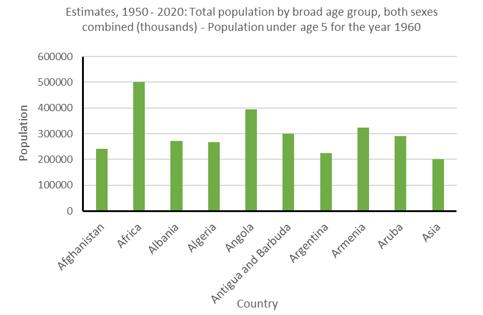 Estimates, 1950 - 2020: Total population by broad age group, both sexes
combined (thousands) - Population under age 5 for the year 1960
600000
500000
400000
300000
200000
100000
0
Population
Afghanistan
Africa
Albania
Algeria
Angola
Antigua and Barbuda
Argentina
Armenia
Aruba
Asia
Country